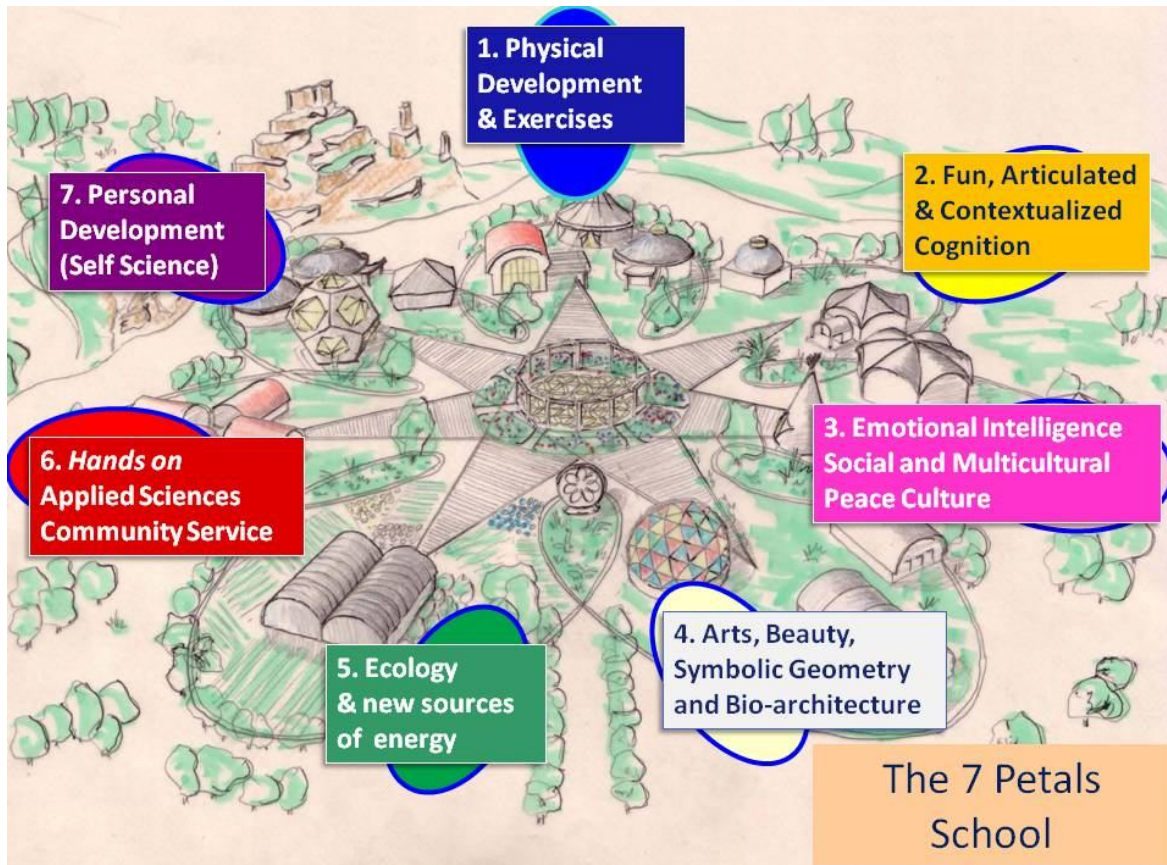 1. Physical
Development
& Exercises
2. Fun, Articulated
& Contextualized
Cognition
3. Emotional Intelligence
Social and Multicultural
Peace Culture
4. Arts, Beauty,
Symbolic Geometry
and Bio-architecture
5. Ecology
& new sources
of energy
6. Hands on
Applied Sciences
Community Service
7. Personal
Development
(Self Science)
The 7 Petals
School